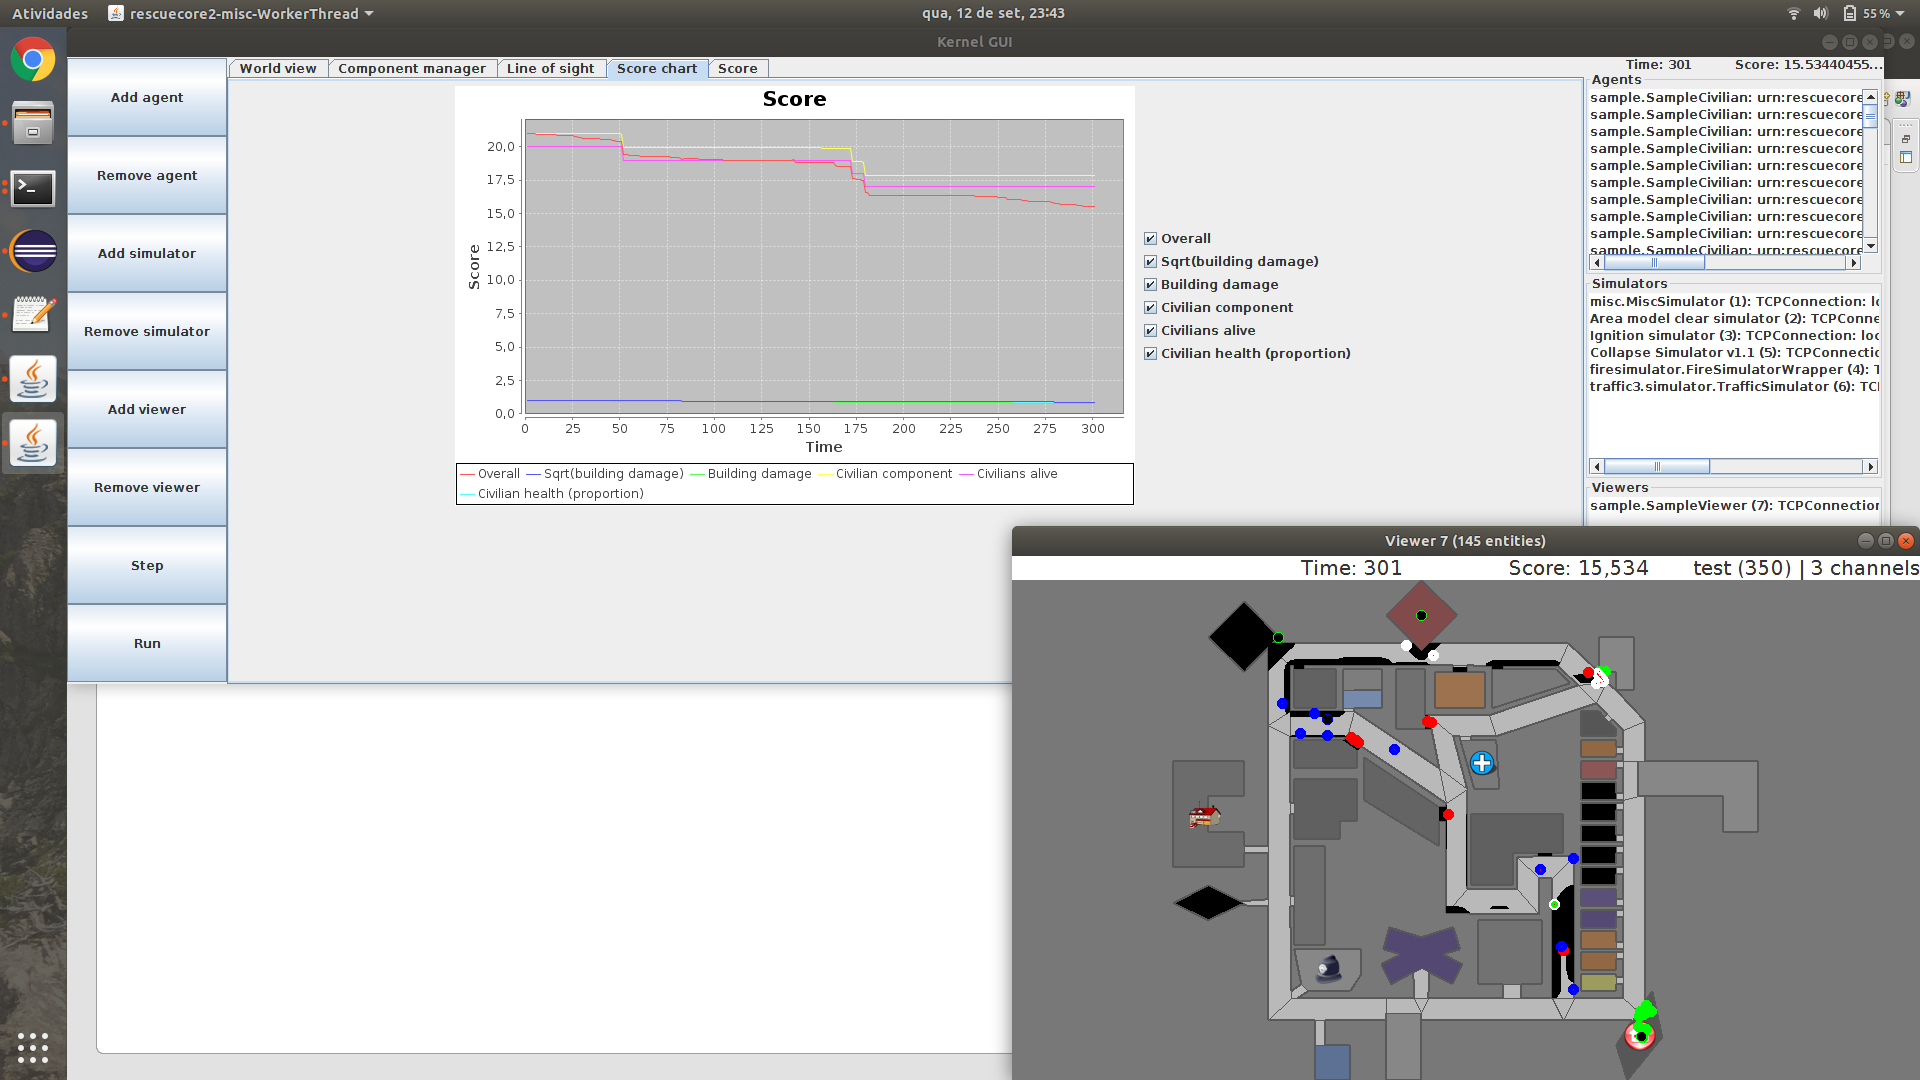 Atividades
rescuecore2-misc-WorkerThread
qua, 12 de set, 23:43
55%
Kernel GUI
Add agent
Remove agent
Add simulator
Remove simulator
Add viewer
Remove viewer
Step
Run
World view
Component manager
Line of sight
Score chart
Score
Time: 301
Score: 15.53440455...
Score
Score
20,0
17,5
15,0
12,5
10,0
7,5
5,0
2,5
0,0
0 25 50 75 100 125 150 175 200 225 250 275 300
Time
Overall Sqrt(building damage) Building damage Civilian component Civilians alive
Civilian health (proportion)
Overall
Sqrt(building damage)
Building damage
Civilian component
Civilians alive
Civilian health (proportion)
Agents
sample.SampleCivilian: urn:rescuecore
sample.SampleCivilian: urn:rescuecore
sample.SampleCivilian: urn:rescuecore
sample.SampleCivilian: urn:rescuecore
sample.SampleCivilian: urn:rescuecore
sample.SampleCivilian: urn:rescuecore
sample.SampleCivilian: urn:rescuecore
sample.SampleCivilian: urn:rescuecore
sample.SampleCivilian: urn:rescuecore
sample.SampleCivilian: urn:rescuecore
Simulators
misc.MiscSimulator (1): TCPConnection: lo
Area model clear simulator (2): TCPConne
Ignition simulator (3): TCPConnection: loc
Collapse Simulator v1.1 (5): TCPConnectio
firesimulator.FireSimulatorWrapper (4): T
traffic3.simulator.TrafficSimulator (6): TCI
Viewers
sample.SampleViewer (7): TCPConnection
Viewer 7 (145 entities)
Time: 301
Score: 15,534
test (350) | 3 channels